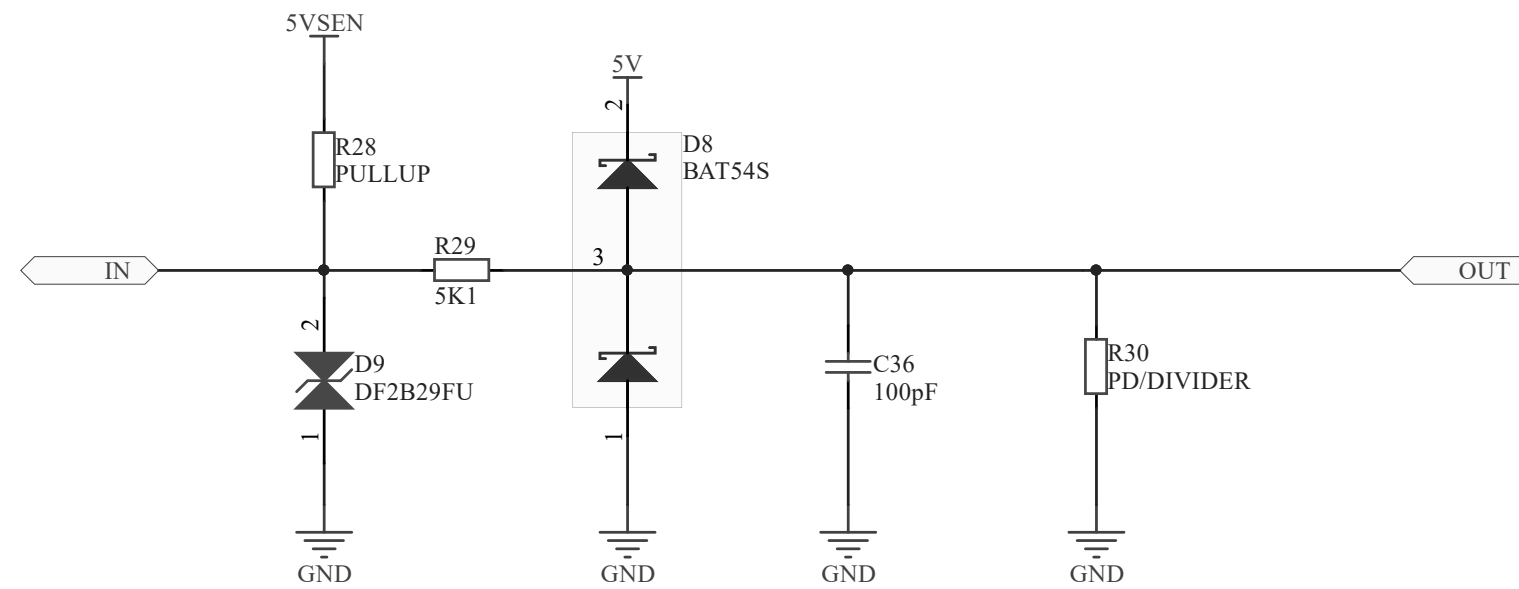 5VSEN
5V
2
R28
PULLUP
D8
BAT54S
IN
R29
5K1
3
OUT
2
D9
DF2B29FU
1
1
C36
100pF
R30
PD/DIVIDER
GND
GND
GND
GND